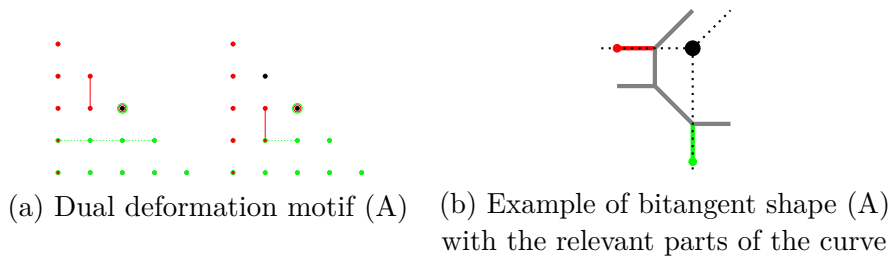 (a) Dual deformation motif (A)
(b) Example of bitangent shape (A)
with the relevant parts of the curve